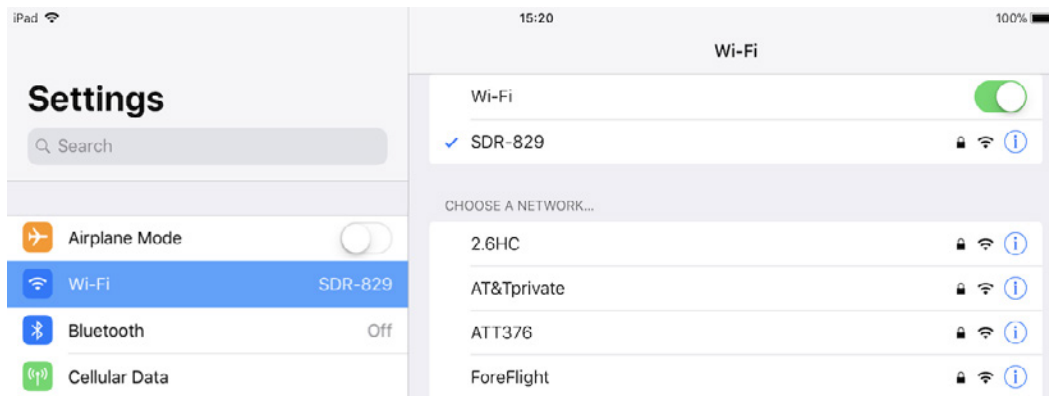 iPad 15:20 100%
Settings
Search
Airplane Mode
Wi-Fi SDR-829
Bluetooth Off
Cellular Data
Wi-Fi
Wi-Fi
SDR-829
CHOOSE A NETWORK...
2.6HC
AT&Tprivate
ATT376
ForeFlight